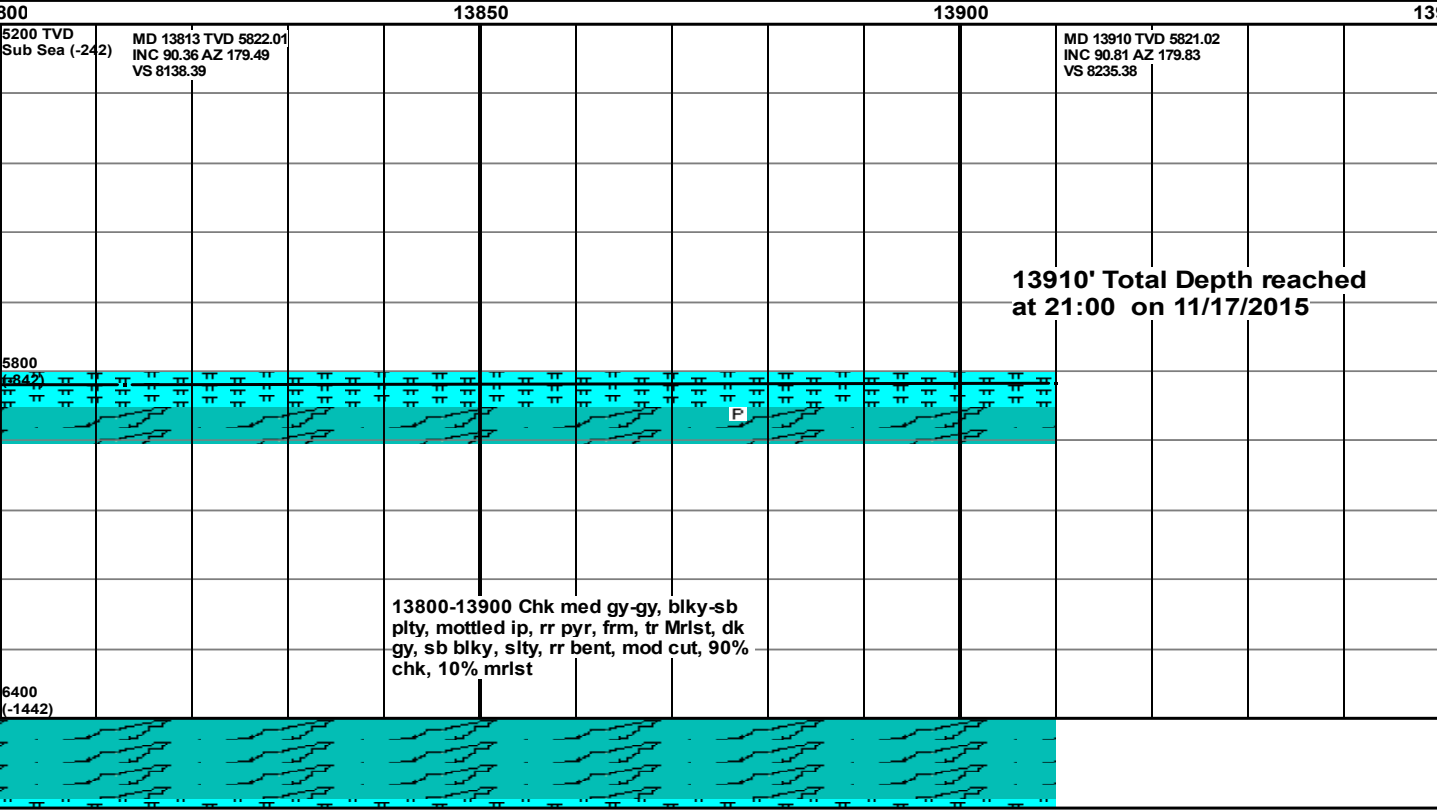 800 13850 13900 139
5200 TVD
Sub Sea (-242)
MD 13813 TVD 5822.01
INC 90.36 AZ 179.49
VS 8138.39
MD 13910 TVD 5821.02
INC 90.81 AZ 179.83
VS 8235.38
13910' Total Depth reached
at 21:00 on 11/17/2015
5800
(-842)
P
13800-13900 Chk med gy-gy, blky-sb
plty, mottled ip, rr pyr, frm, tr Mrlst, dk
gy, sb blky, slty, rr bent, mod cut, 90%
chk, 10% mrlst
6400
(-1442)